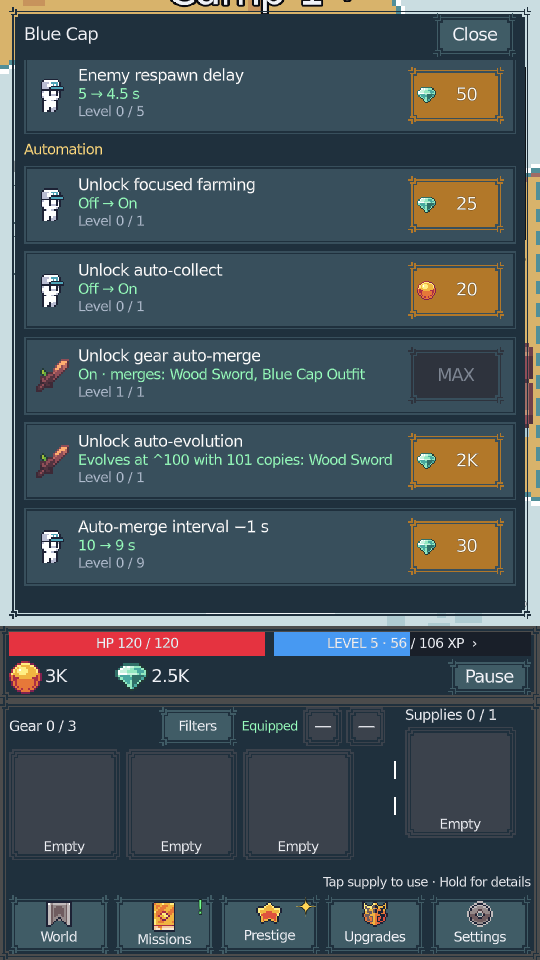 Blue Cap
Close
Enemy respawn delay
5 → 4.5 s
Level 0 / 5
50
Automation
Unlock focused farming
Off → On
Level 0 / 1
25
Unlock auto-collect
Off → On
Level 0 / 1
20
Unlock gear auto-merge
On · merges: Wood Sword, Blue Cap Outfit
Level 1 / 1
MAX
Unlock auto-evolution
Evolves at ^100 with 101 copies: Wood Sword
Level 0 / 1
2K
Auto-merge interval −1 s
10 → 9 s
Level 0 / 9
30
HP 120 / 120
LEVEL 5 · 56 / 106 XP ›
3K
2.5K
Pause
Gear 0 / 3
Filters
Equipped
—
—
Supplies 0 / 1
Empty
Empty
Empty
Empty
Tap supply to use · Hold for details
World
Missions
!
Prestige
Upgrades
Settings